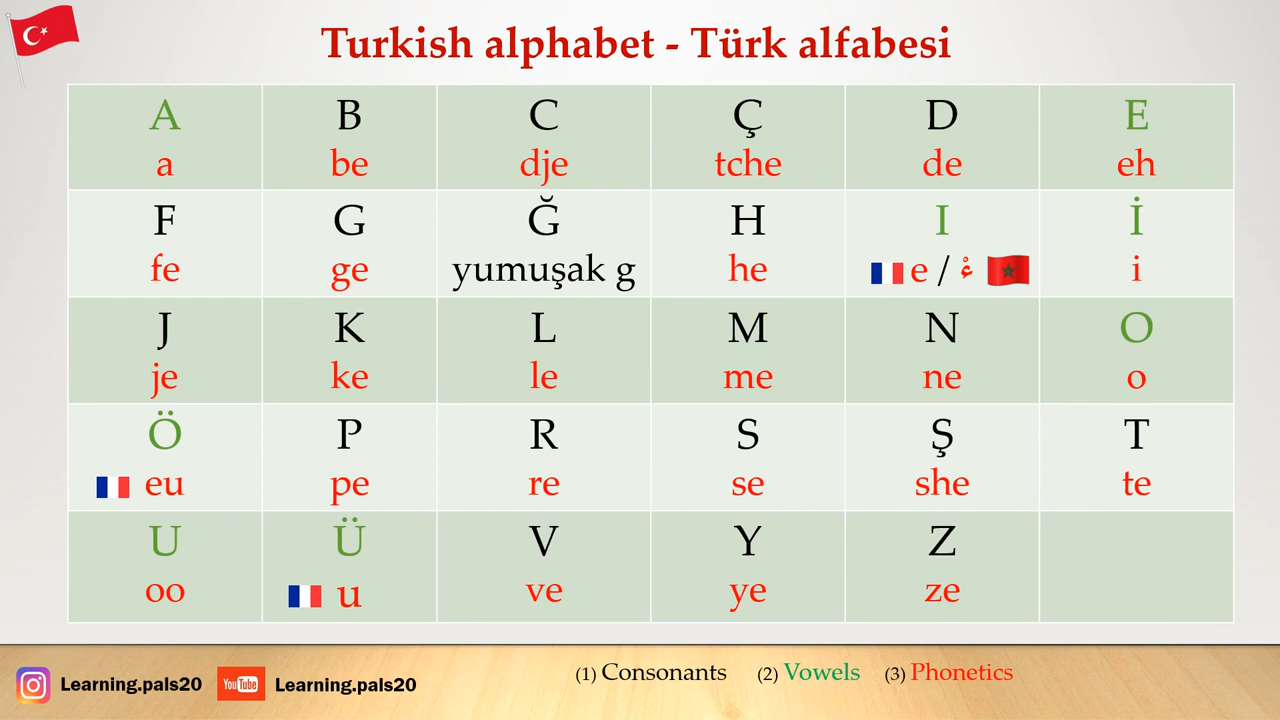 Turkish alphabet - Türk alfabesi
A B C Ç D E
a be dje tche de eh
F G Ğ H I İ
fe ge yumuşak g he e / ءْ i
J K L M N O
je ke le me ne o
Ö P R S Ş T
eu pe re se she te
U Ü V Y Z
oo u ve ye ze
Learning.pals20 YouTube Learning.pals20 (1) Consonants (2) Vowels (3) Phonetics